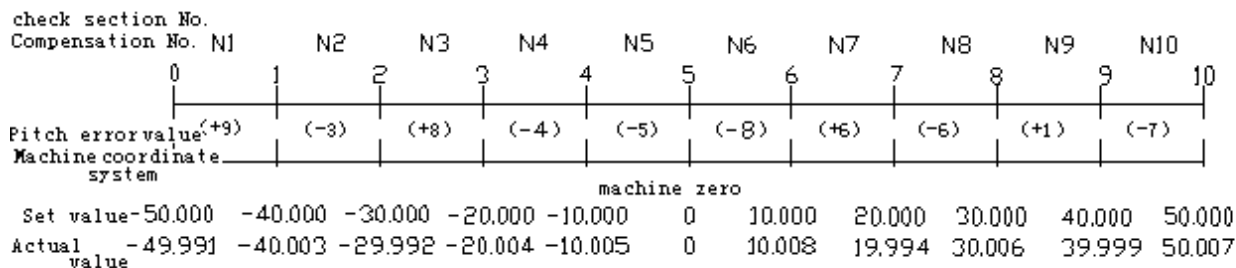 check section No.
Compensation No. N1 N2 N3 N4 N5 N6 N7 N8 N9 N10
0 1 2 3 4 5 6 7 8 9 10
Pitch error value (+9) (-3) (+8) (-4) (-5) (-8) (+6) (-6) (+1) (-7)
Machine coordinate
system
machine zero
Set value -50.000 -40.000 -30.000 -20.000 -10.000 0 10.000 20.000 30.000 40.000 50.000
Actual -49.991 -40.003 -29.992 -20.004 -10.005 0 10.008 19.994 30.006 39.999 50.007
value